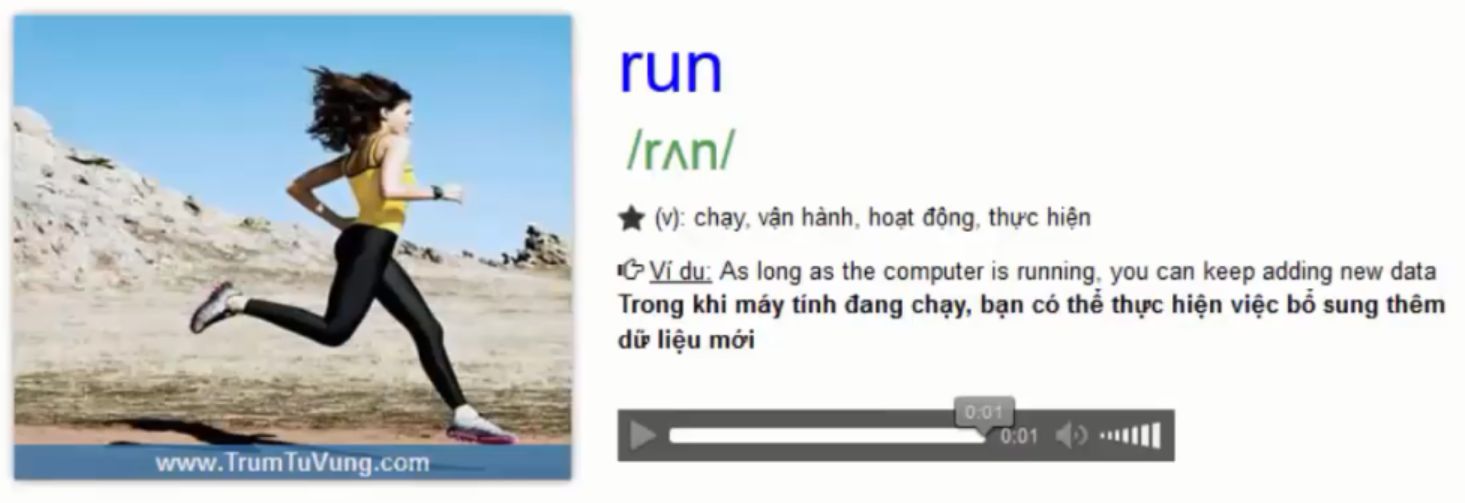 run
/rʌn/
★ (v): chạy, vận hành, hoạt động, thực hiện
Ví dụ: As long as the computer is running, you can keep adding new data
Trong khi máy tính đang chạy, bạn có thể thực hiện việc bổ sung thêm
dữ liệu mới
0:01
0:01
www.TrumTuVung.com